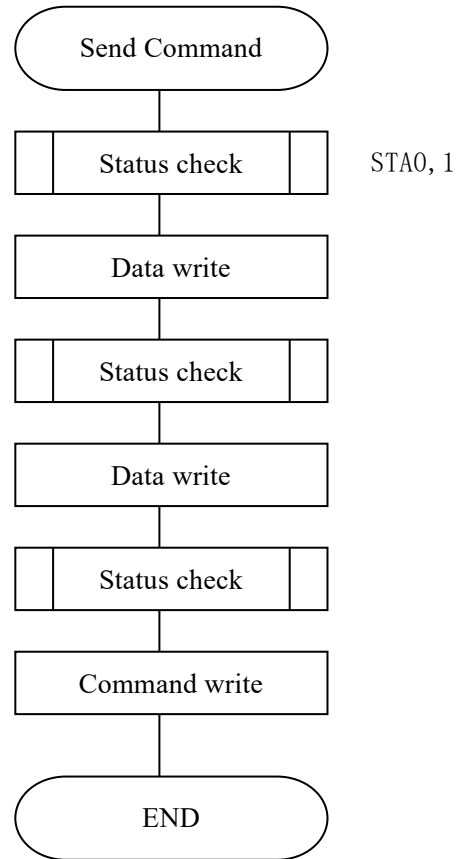 Send Command
Status check
STA0,1
Data write
Status check
Data write
Status check
Command write
END